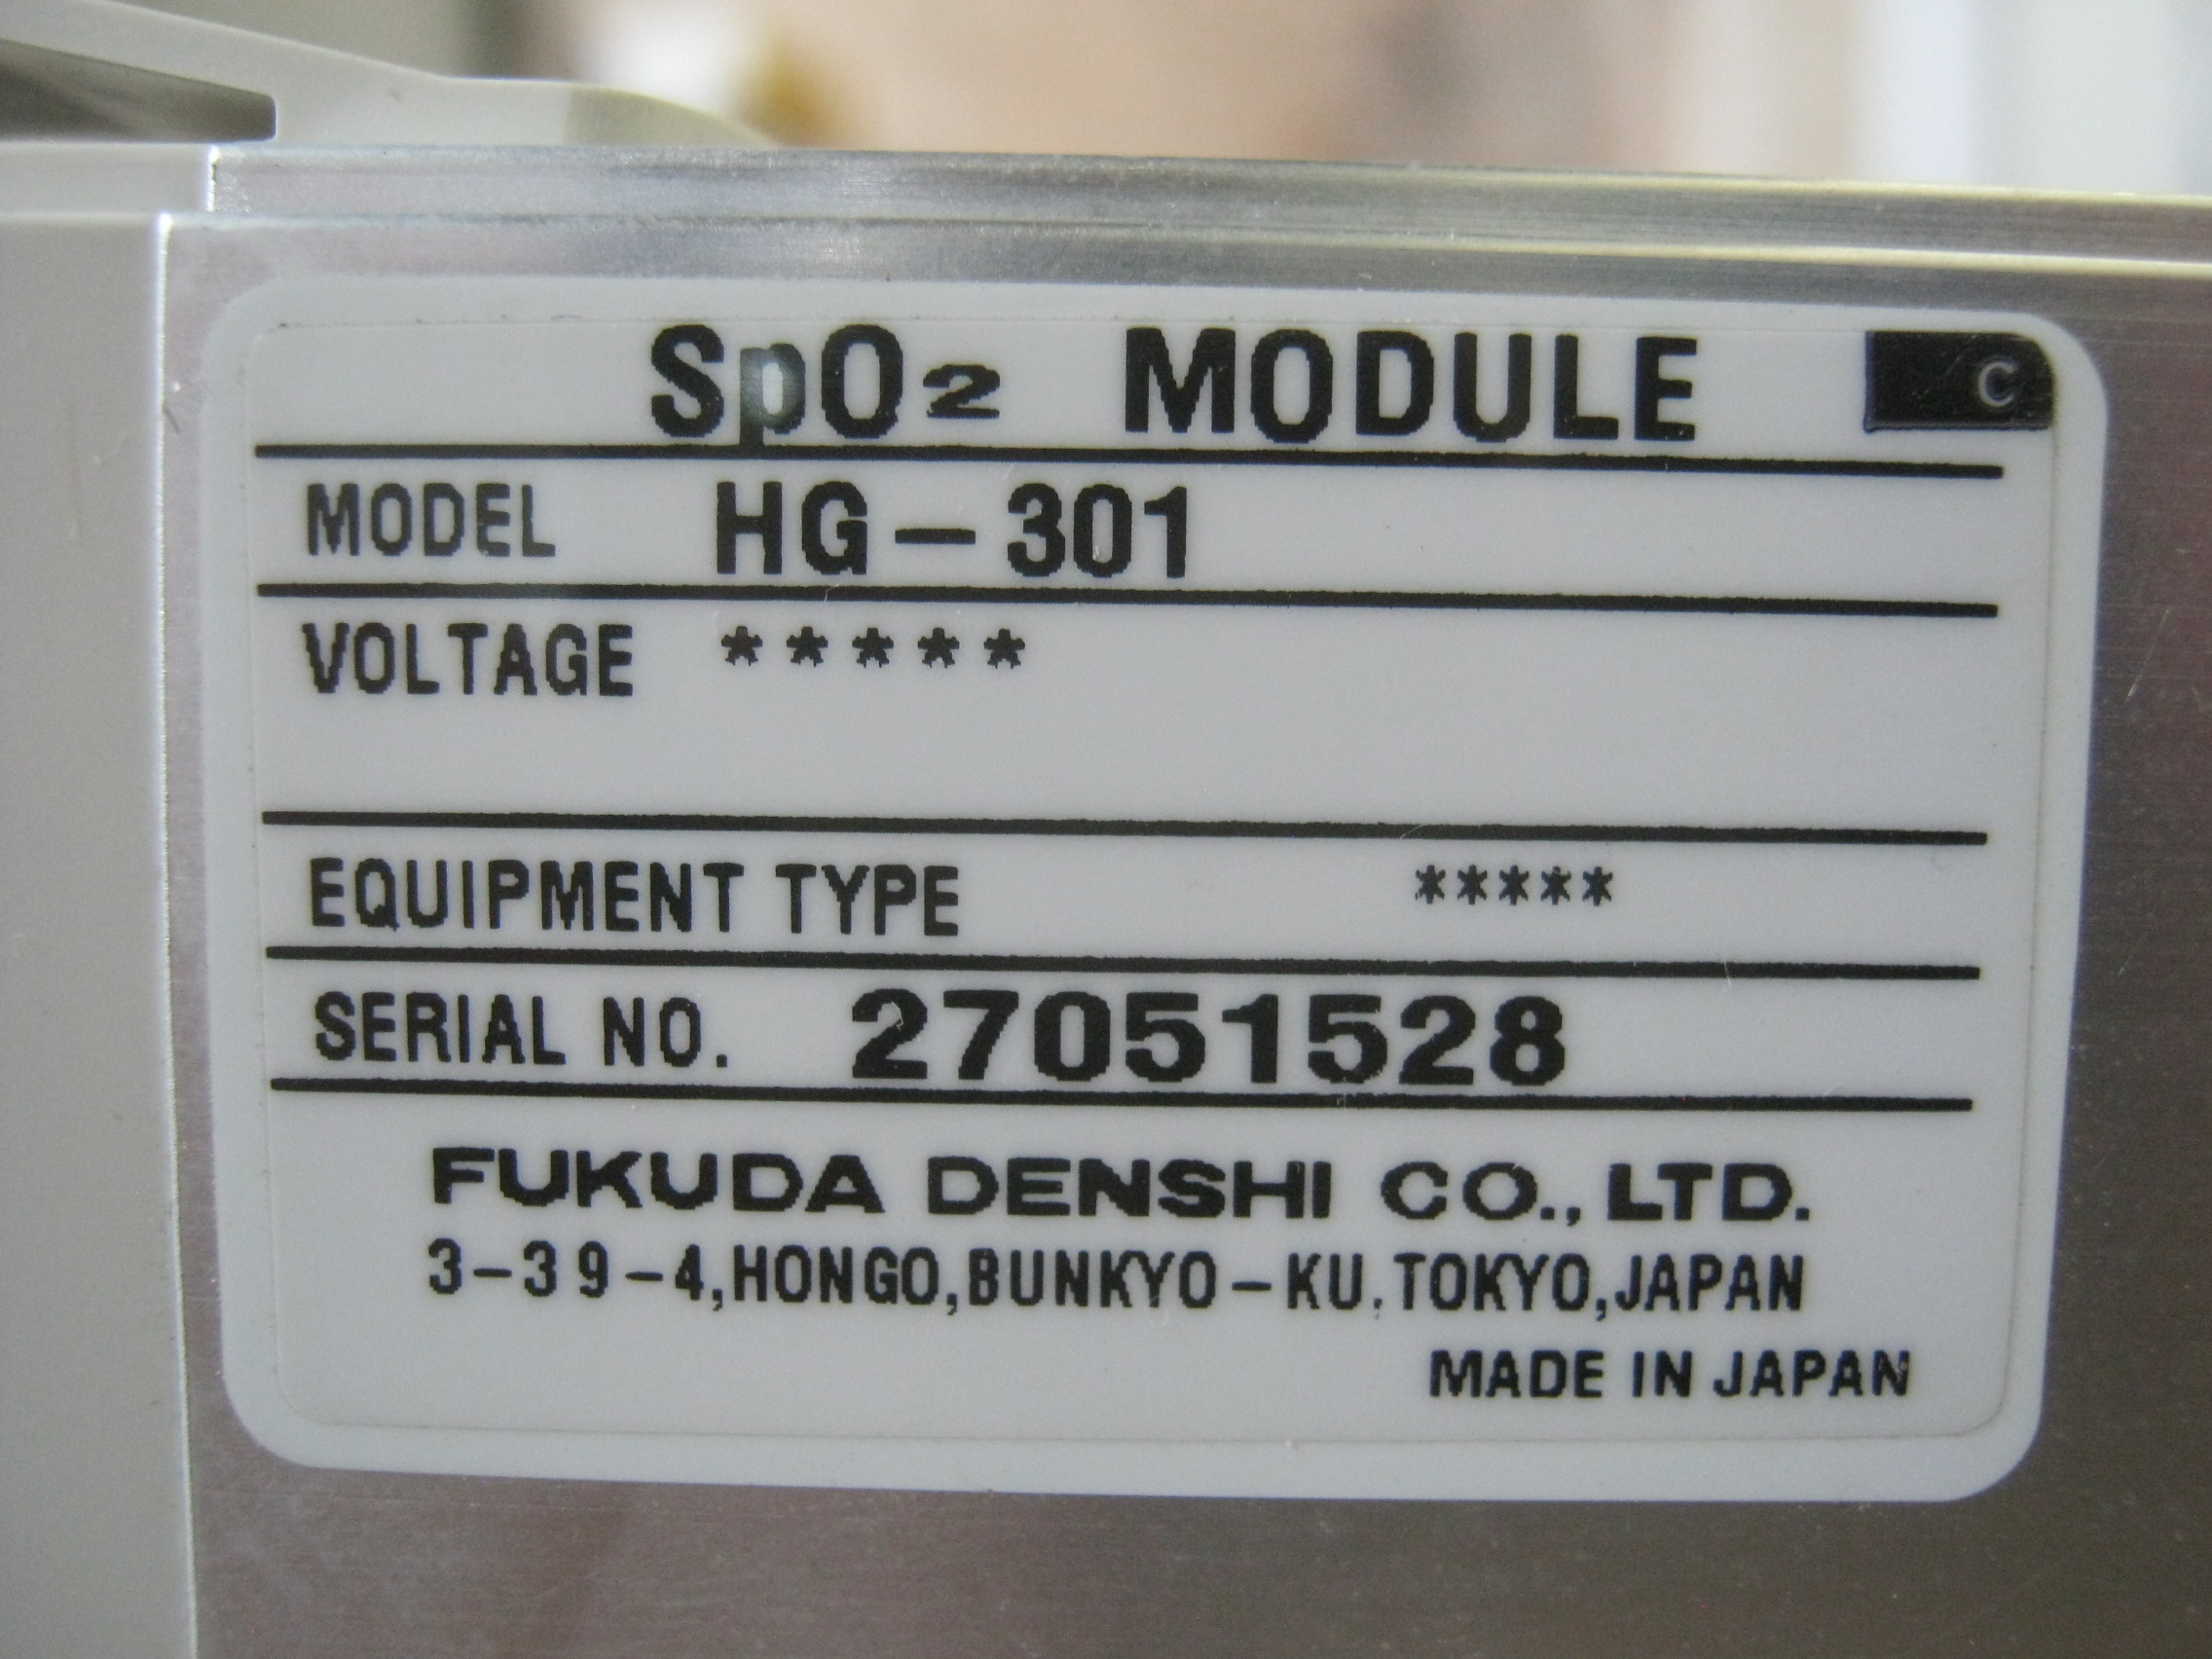 SpO2 MODULE C
MODEL HG-301
VOLTAGE *****
EQUIPMENT TYPE *****
SERIAL NO. 27051528
FUKUDA DENSHI CO., LTD.
3-39-4,HONGO,BUNKYO-KU,TOKYO,JAPAN
MADE IN JAPAN